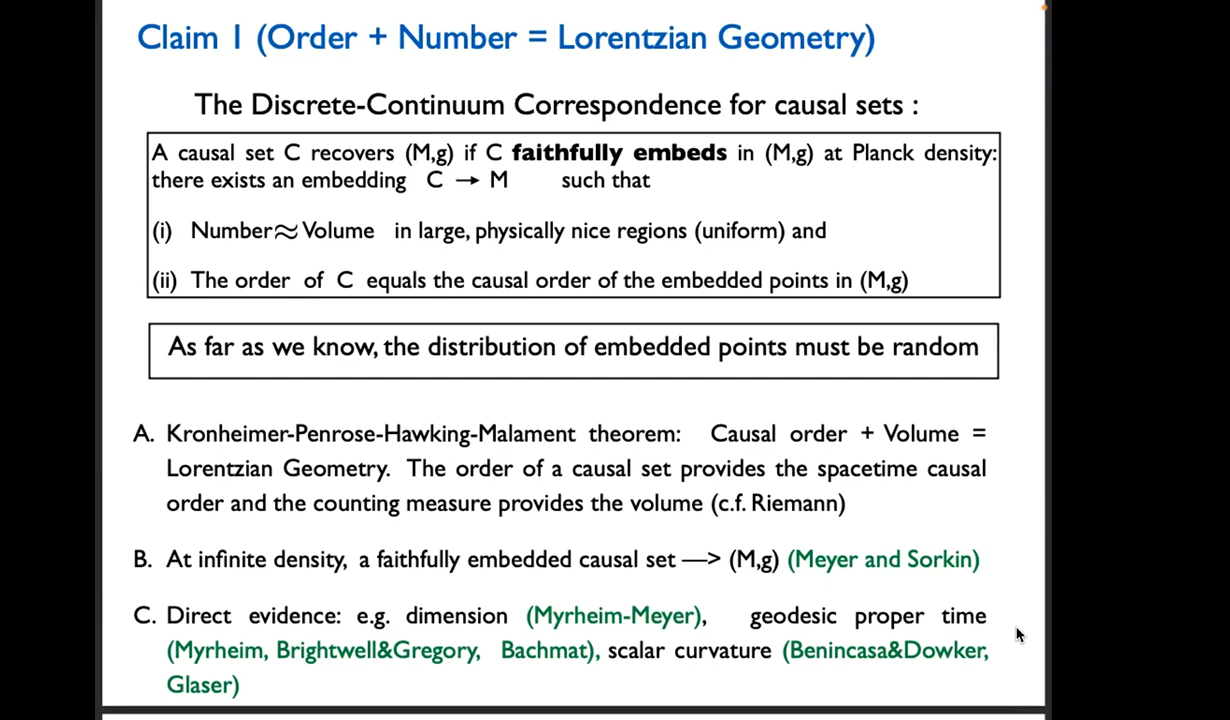 Claim 1 (Order + Number = Lorentzian Geometry)
The Discrete-Continuum Correspondence for causal sets :
A causal set C recovers (M,g) if C faithfully embeds in (M,g) at Planck density:
there exists an embedding C → M such that
(i) Number≈Volume in large, physically nice regions (uniform) and
(ii) The order of C equals the causal order of the embedded points in (M,g)
As far as we know, the distribution of embedded points must be random
A. Kronheimer-Penrose-Hawking-Malament theorem: Causal order + Volume =
Lorentzian Geometry. The order of a causal set provides the spacetime causal
order and the counting measure provides the volume (c.f. Riemann)
B. At infinite density, a faithfully embedded causal set —> (M,g) (Meyer and Sorkin)
C. Direct evidence: e.g. dimension (Myrheim-Meyer), geodesic proper time
(Myrheim, Brightwell&Gregory, Bachmat), scalar curvature (Benincasa&Dowker,
Glaser)